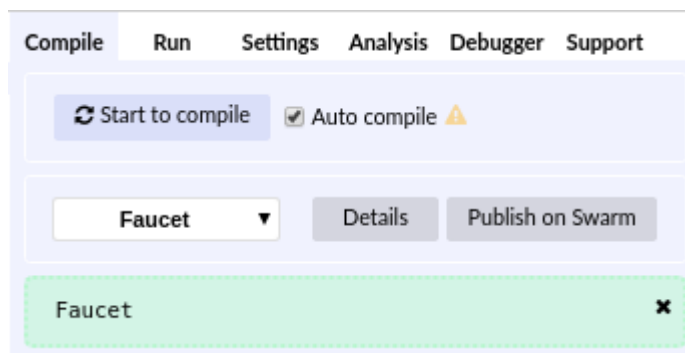 Compile Run Settings Analysis Debugger Support
Start to compile Auto compile
Faucet Details Publish on Swarm
Faucet